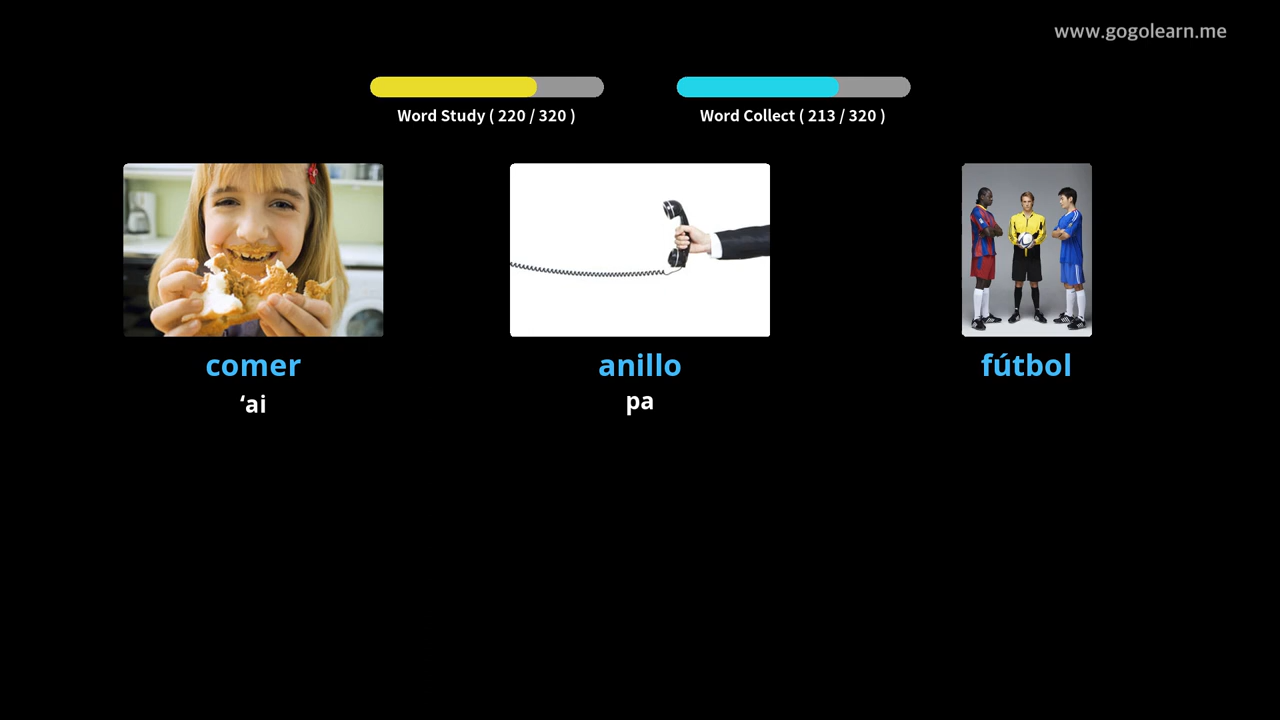 www.gogolearn.me
Word Study ( 220 / 320 )
Word Collect ( 213 / 320 )
comer
anillo
fútbol
‘ai
pa